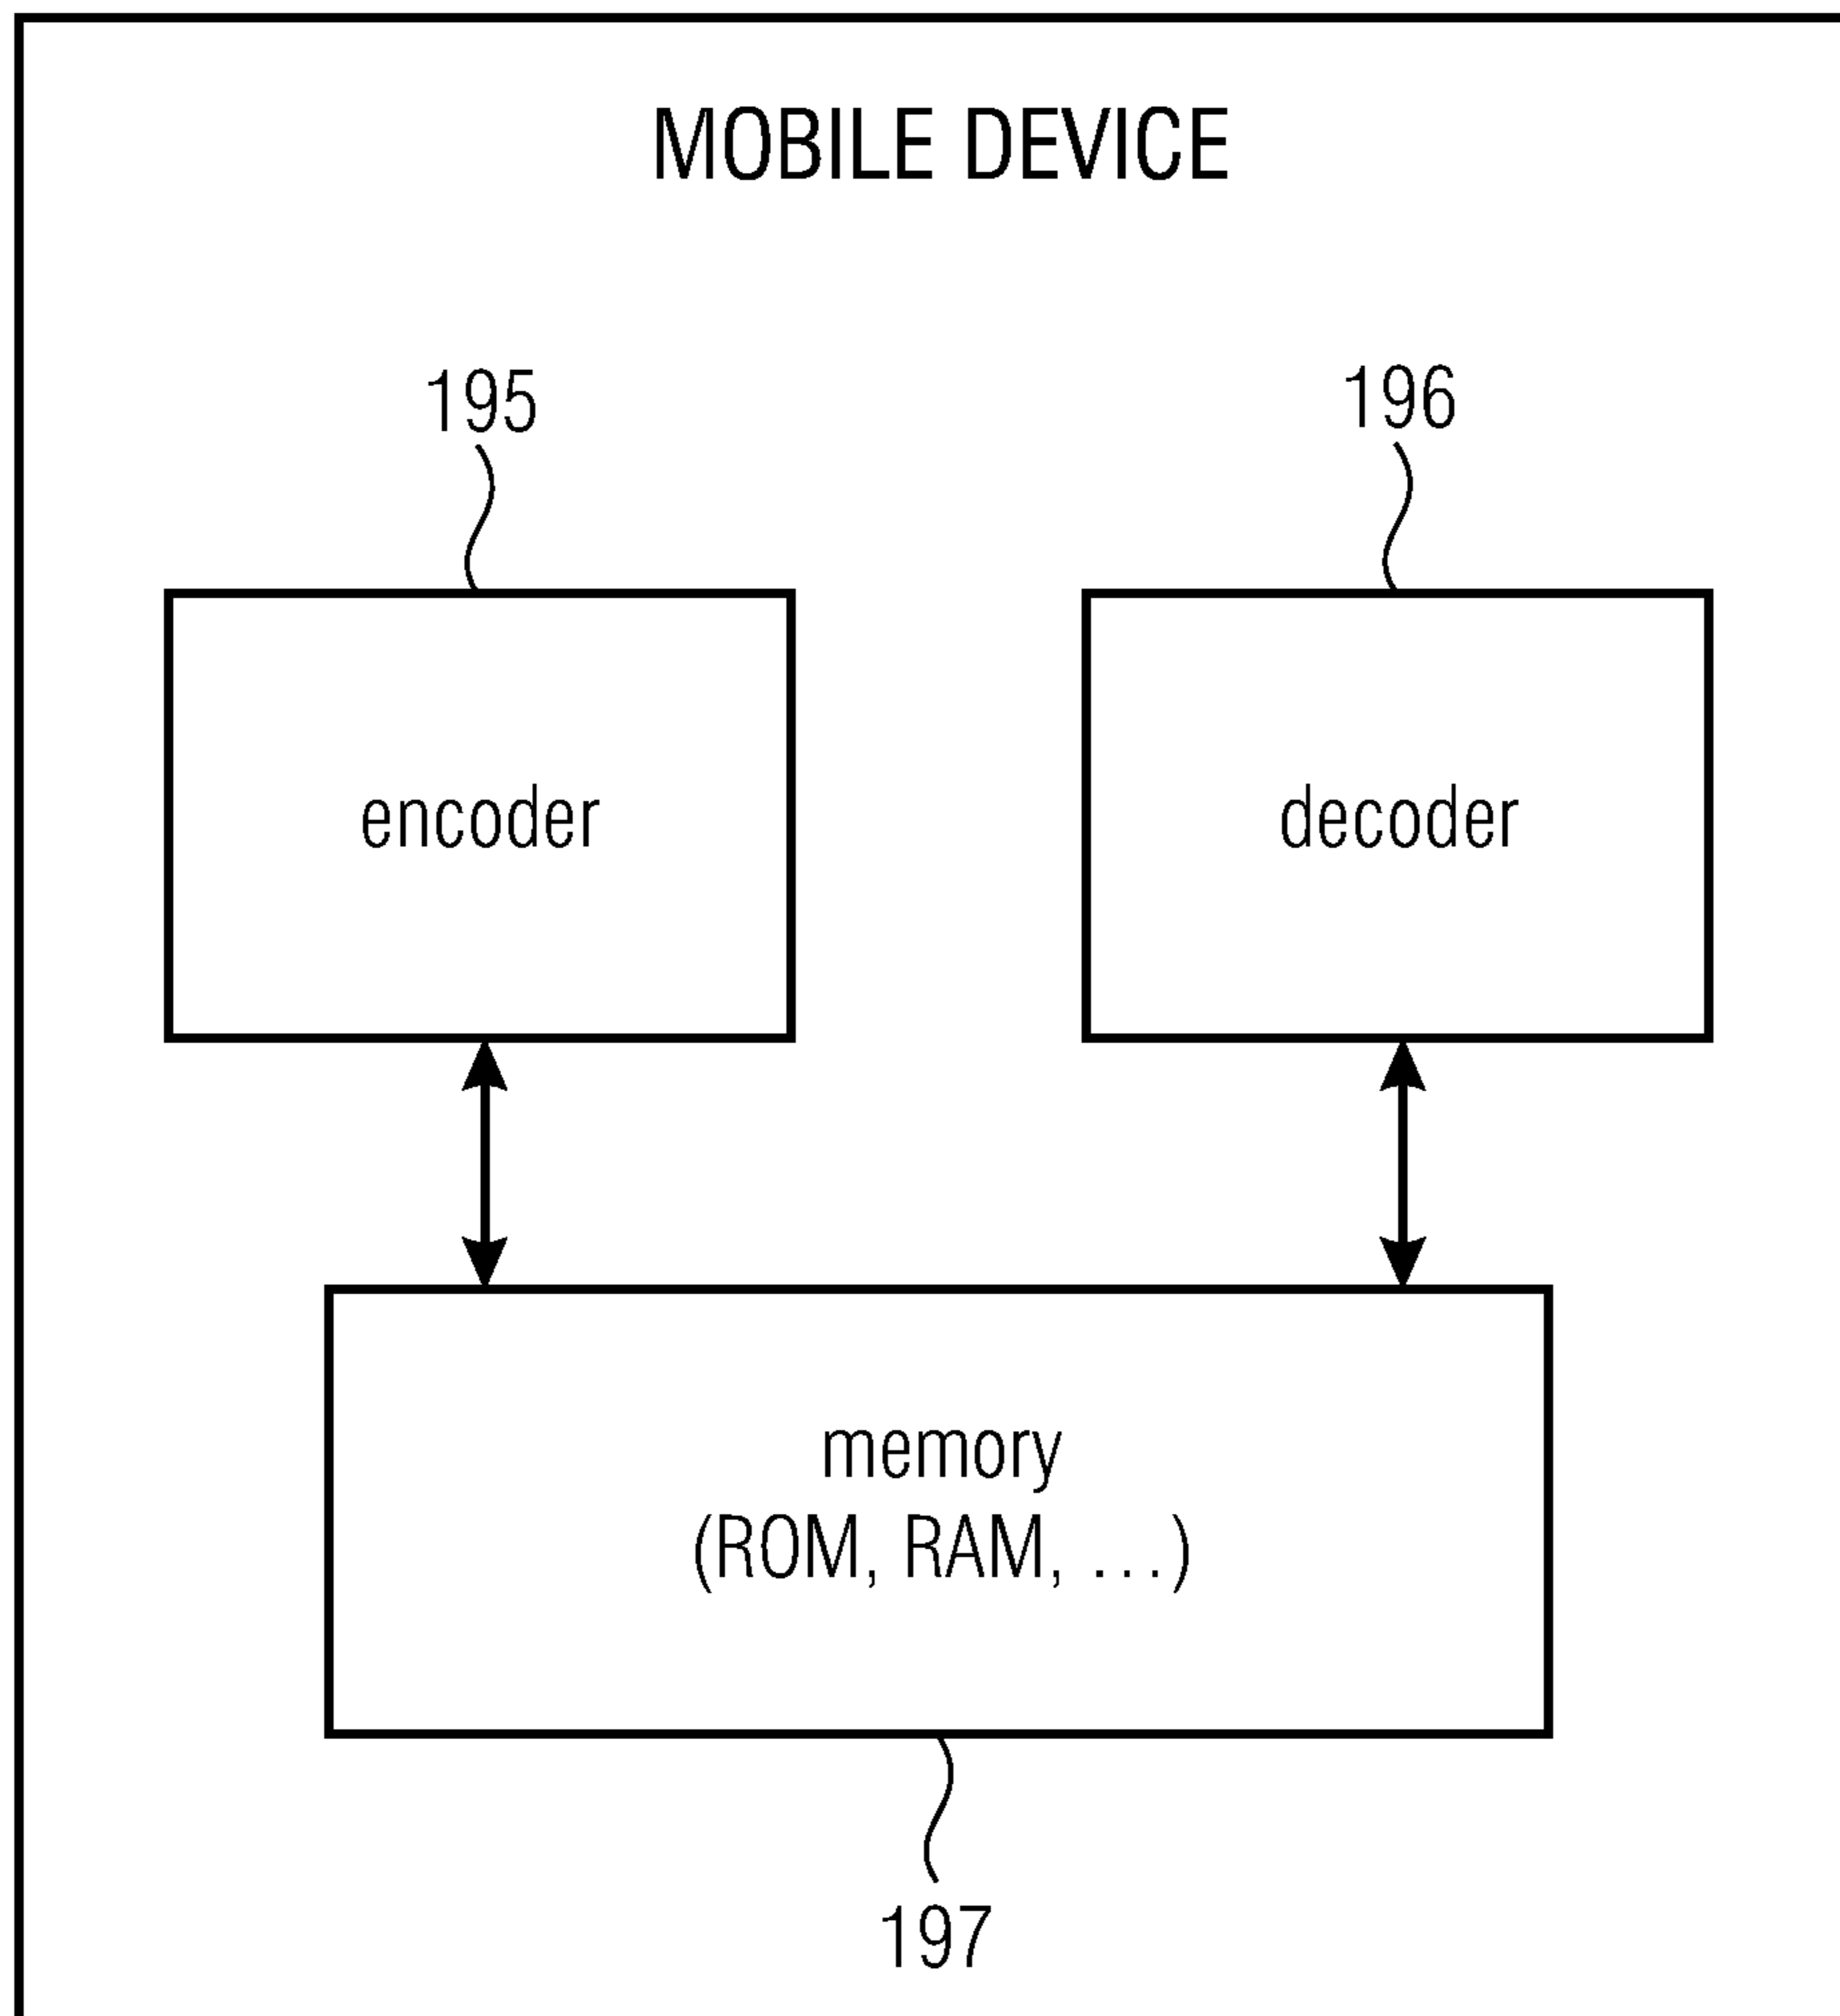 MOBILE DEVICE
195
196
encoder
decoder
memory
(ROM, RAM, ...)
197